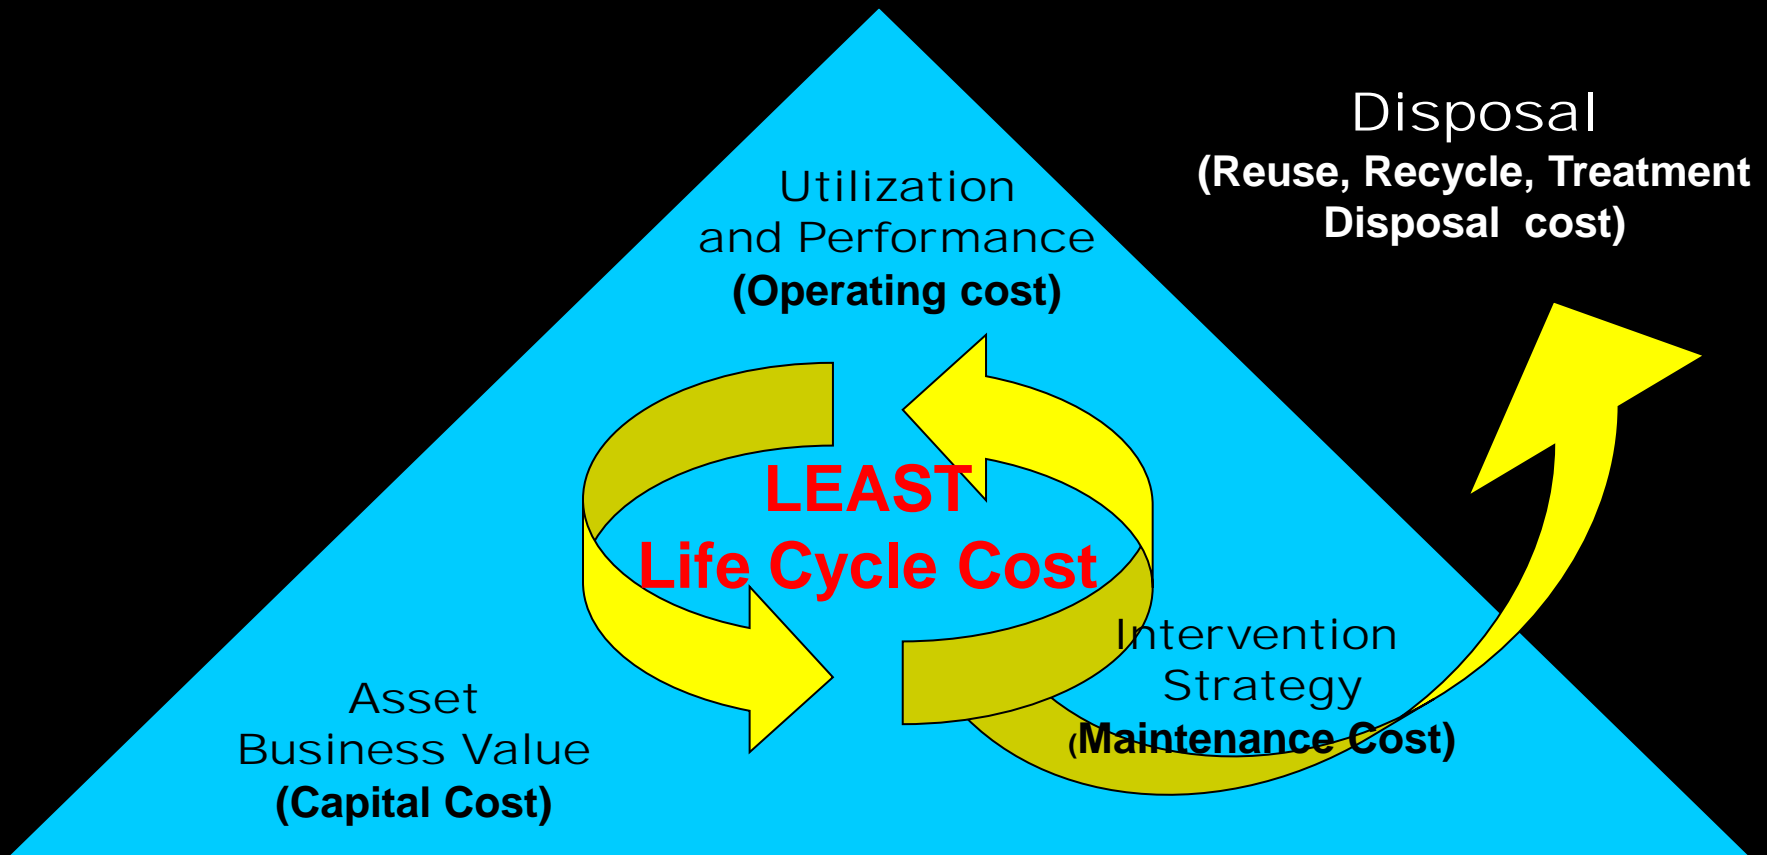 Disposal
(Reuse, Recycle, Treatment
Disposal cost)
Utilization
and Performance
(Operating cost)
LEAST
Life Cycle Cost
Intervention
Strategy
(Maintenance Cost)
Asset
Business Value
(Capital Cost)